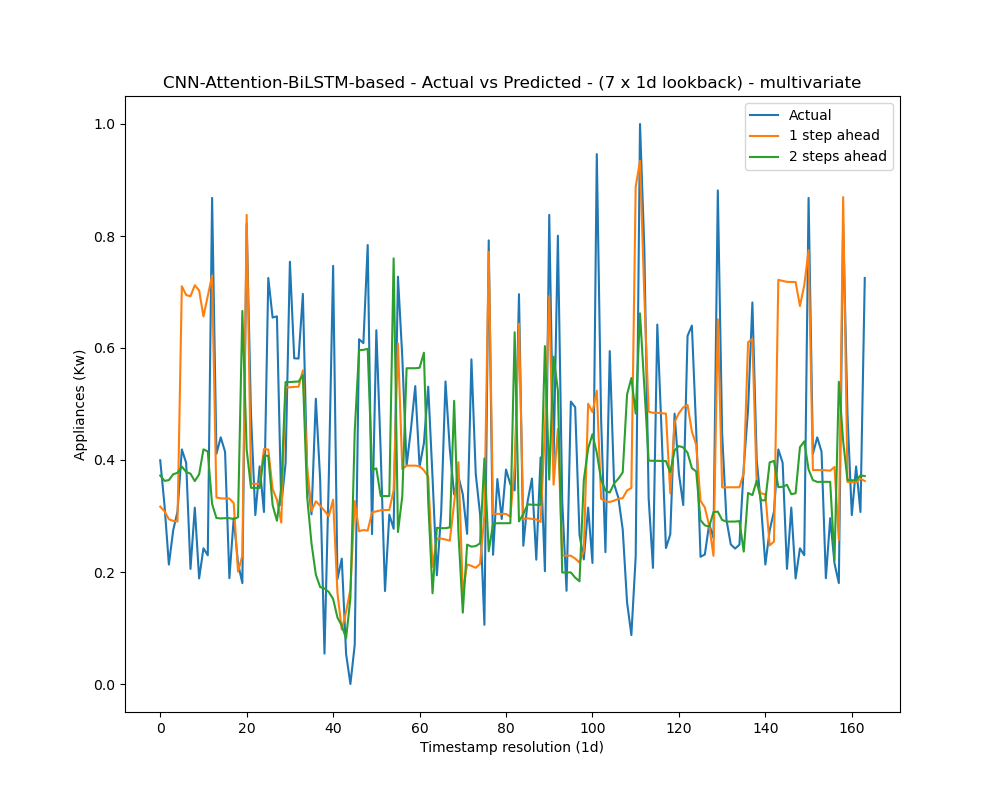 CNN-Attention-BiLSTM-based - Actual vs Predicted - (7 x 1d lookback) - multivariate
Actual
1 step ahead
2 steps ahead
1.0
0.8
0.6
0.4
0.2
0.0
Appliances (Kw)
0 20 40 60 80 100 120 140 160
Timestamp resolution (1d)